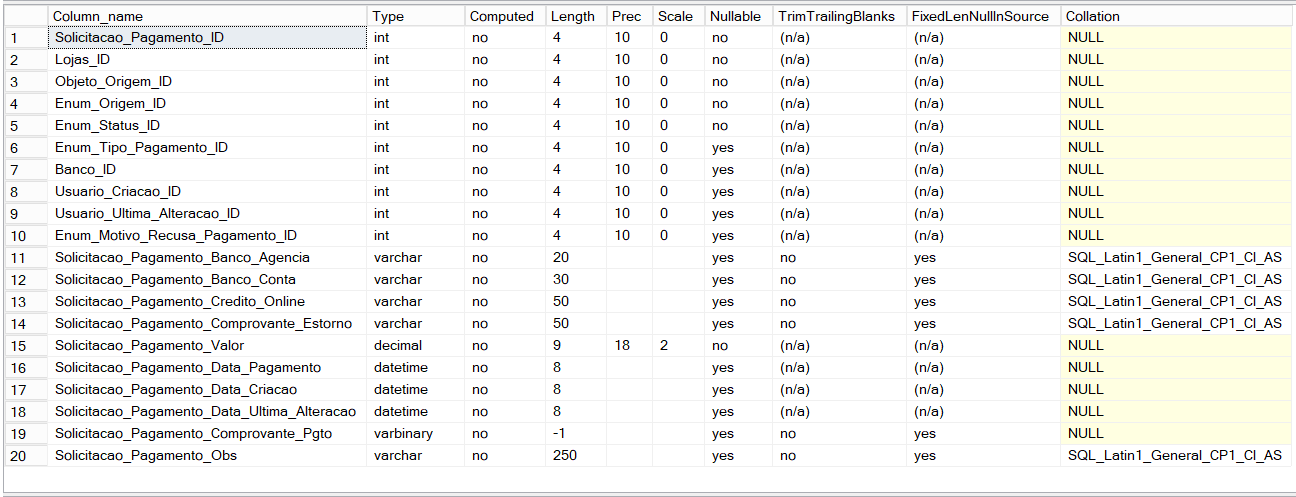 Column_name Type Computed Length Prec Scale Nullable TrimTrailingBlanks FixedLenNullInSource Collation
1 Solicitacao_Pagamento_ID int no 4 10 0 no (n/a) (n/a) NULL
2 Lojas_ID int no 4 10 0 no (n/a) (n/a) NULL
3 Objeto_Origem_ID int no 4 10 0 no (n/a) (n/a) NULL
4 Enum_Origem_ID int no 4 10 0 no (n/a) (n/a) NULL
5 Enum_Status_ID int no 4 10 0 no (n/a) (n/a) NULL
6 Enum_Tipo_Pagamento_ID int no 4 10 0 yes (n/a) (n/a) NULL
7 Banco_ID int no 4 10 0 yes (n/a) (n/a) NULL
8 Usuario_Criacao_ID int no 4 10 0 yes (n/a) (n/a) NULL
9 Usuario_Ultima_Alteracao_ID int no 4 10 0 yes (n/a) (n/a) NULL
10 Enum_Motivo_Recusa_Pagamento_ID int no 4 10 0 yes (n/a) (n/a) NULL
11 Solicitacao_Pagamento_Banco_Agencia varchar no 20 yes no yes SQL_Latin1_General_CP1_CI_AS
12 Solicitacao_Pagamento_Banco_Conta varchar no 30 yes no yes SQL_Latin1_General_CP1_CI_AS
13 Solicitacao_Pagamento_Credito_Online varchar no 50 yes no yes SQL_Latin1_General_CP1_CI_AS
14 Solicitacao_Pagamento_Comprovante_Estorno varchar no 50 yes no yes SQL_Latin1_General_CP1_CI_AS
15 Solicitacao_Pagamento_Valor decimal no 9 18 2 no (n/a) (n/a) NULL
16 Solicitacao_Pagamento_Data_Pagamento datetime no 8 yes (n/a) (n/a) NULL
17 Solicitacao_Pagamento_Data_Criacao datetime no 8 yes (n/a) (n/a) NULL
18 Solicitacao_Pagamento_Data_Ultima_Alteracao datetime no 8 yes (n/a) (n/a) NULL
19 Solicitacao_Pagamento_Comprovante_Pgto varbinary no -1 yes no yes NULL
20 Solicitacao_Pagamento_Obs varchar no 250 yes no yes SQL_Latin1_General_CP1_CI_AS